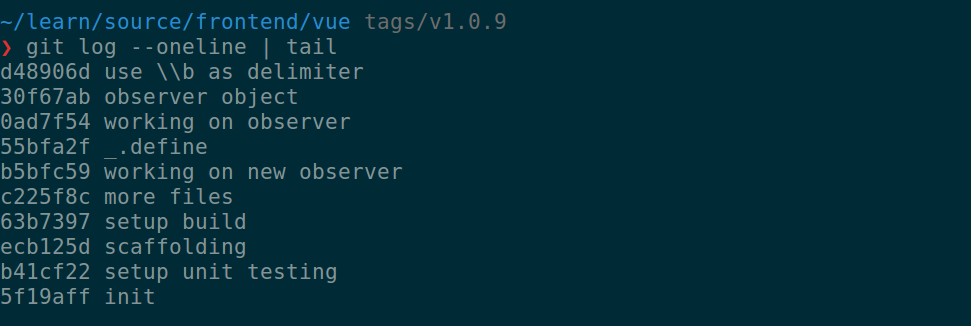 ~/learn/source/frontend/vue tags/v1.0.9
❯ git log --oneline | tail
d48906d use \\b as delimiter
30f67ab observer object
0ad7f54 working on observer
55bfa2f _.define
b5bfc59 working on new observer
c225f8c more files
63b7397 setup build
ecb125d scaffolding
b41cf22 setup unit testing
5f19aff init